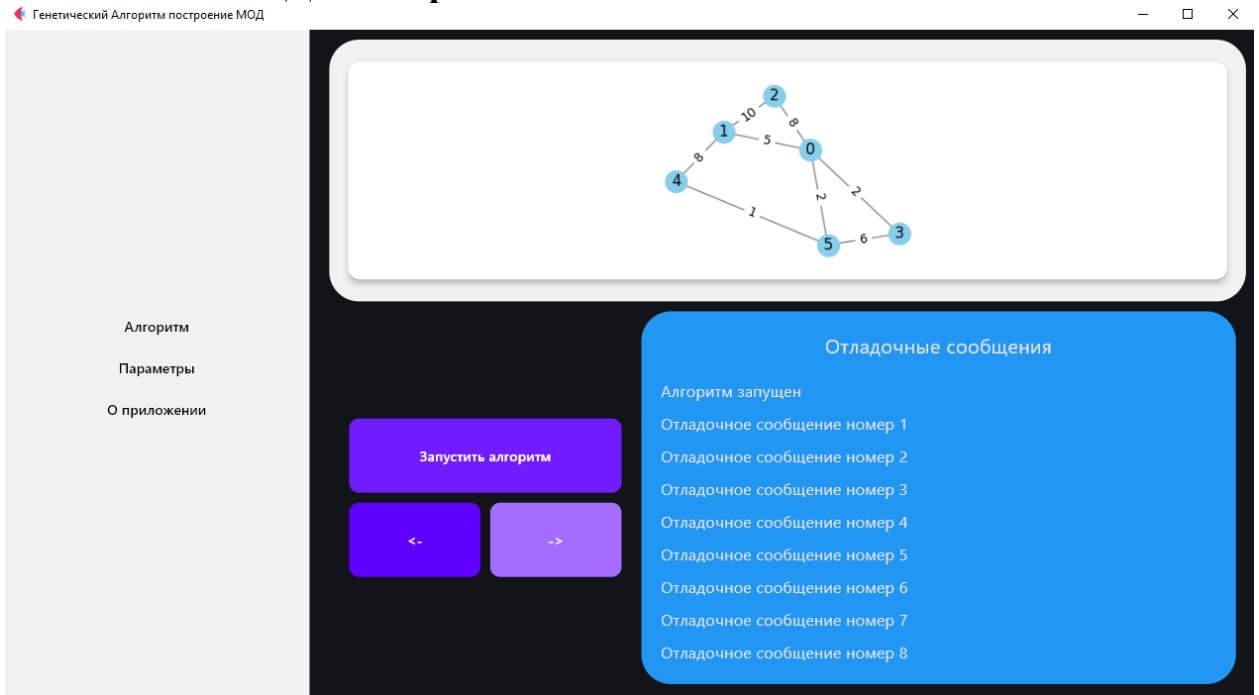 Генетический Алгоритм построение МОД
2
10
8
1
5
0
8
4
2
2
1
3
6
5
Алгоритм
Параметры
О приложении
Отладочные сообщения
Алгоритм запущен
Отладочное сообщение номер 1
Отладочное сообщение номер 2
Отладочное сообщение номер 3
Отладочное сообщение номер 4
Отладочное сообщение номер 5
Отладочное сообщение номер 6
Отладочное сообщение номер 7
Отладочное сообщение номер 8
Запустить алгоритм
<- ->